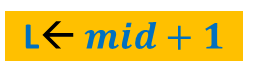 L← mid + 1